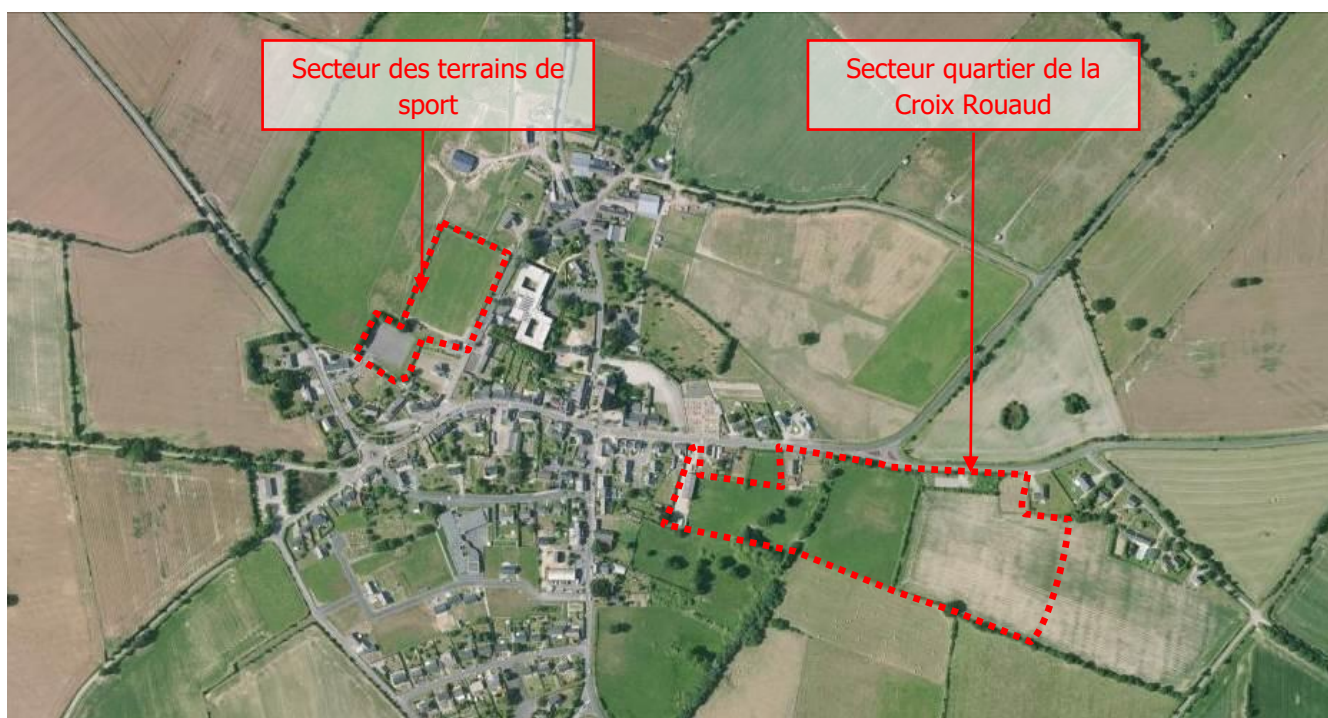 Secteur des terrains de
sport
Secteur quartier de la
Croix Rouaud